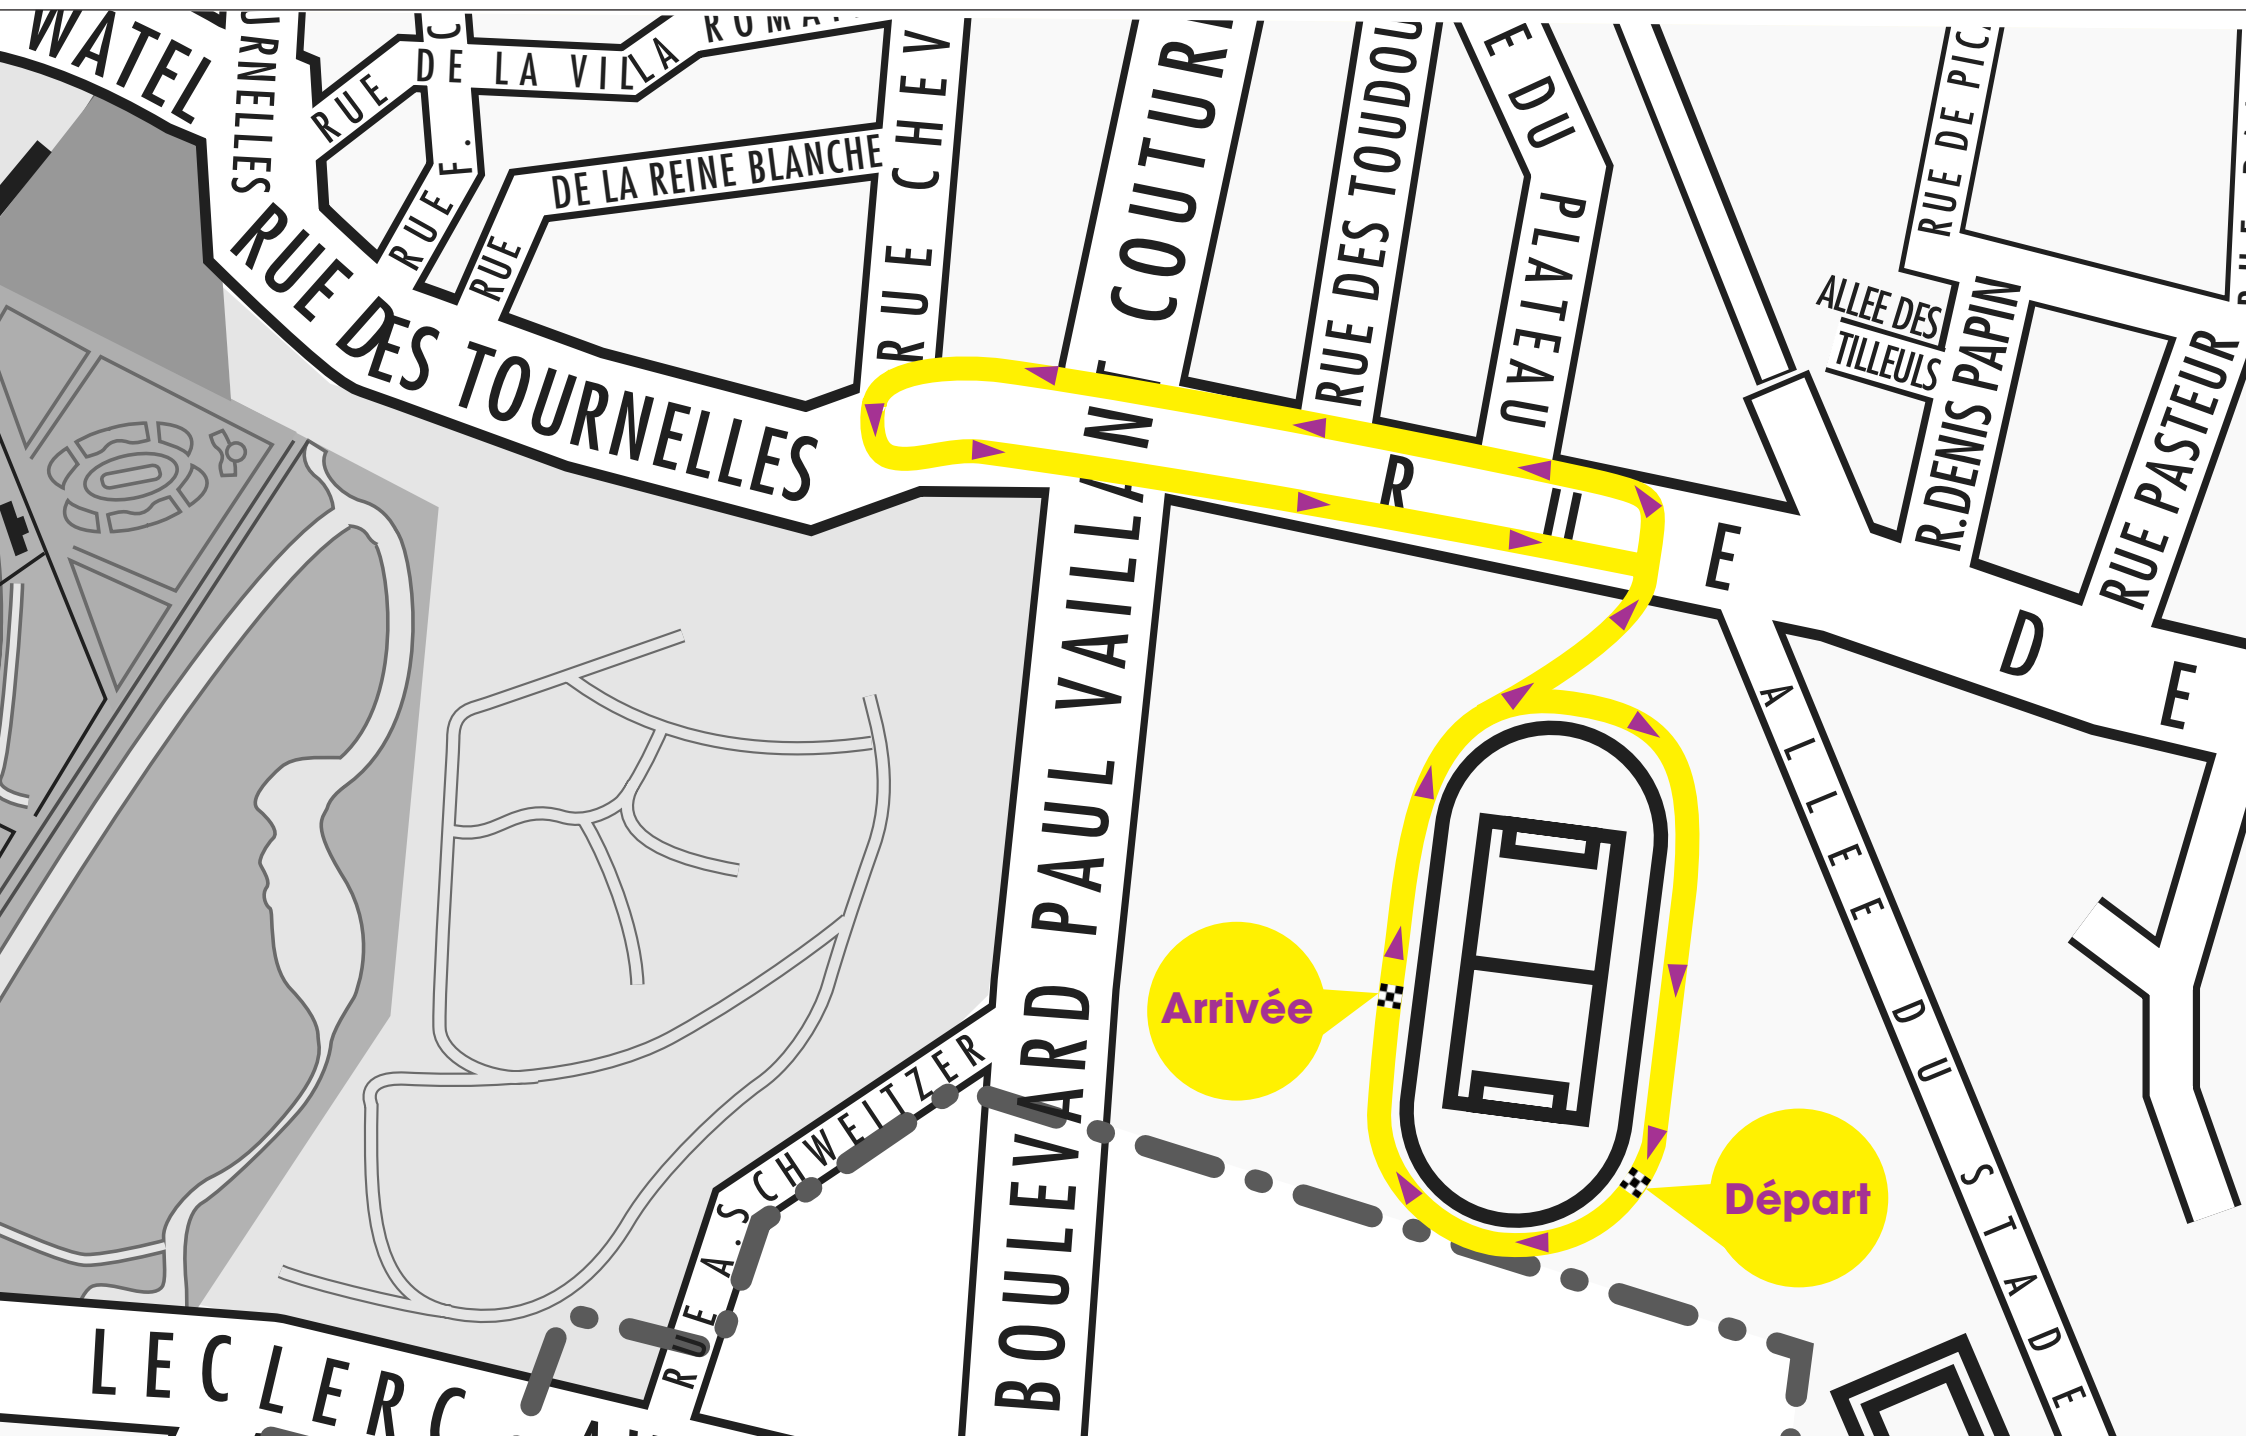 WATEL
URNELLES
RUE DE LA VILLA ROMA
RUE F.
RUE DE LA REINE BLANCHE
RUE DES TOURNELLES
RUE CHEV
COUTURI
RUE DES TOUDOU
E DU PLATEAU
RUE DE PIC
ALLEE DES
TILLEULS
R.DENIS PAPIN
RUE PASTEUR
R
E
D
E
BOULEVARD PAUL VAILLANT
ALLEE DU STADE
Arrivée
Départ
RUE A.SCHWEITZER
LECLERC